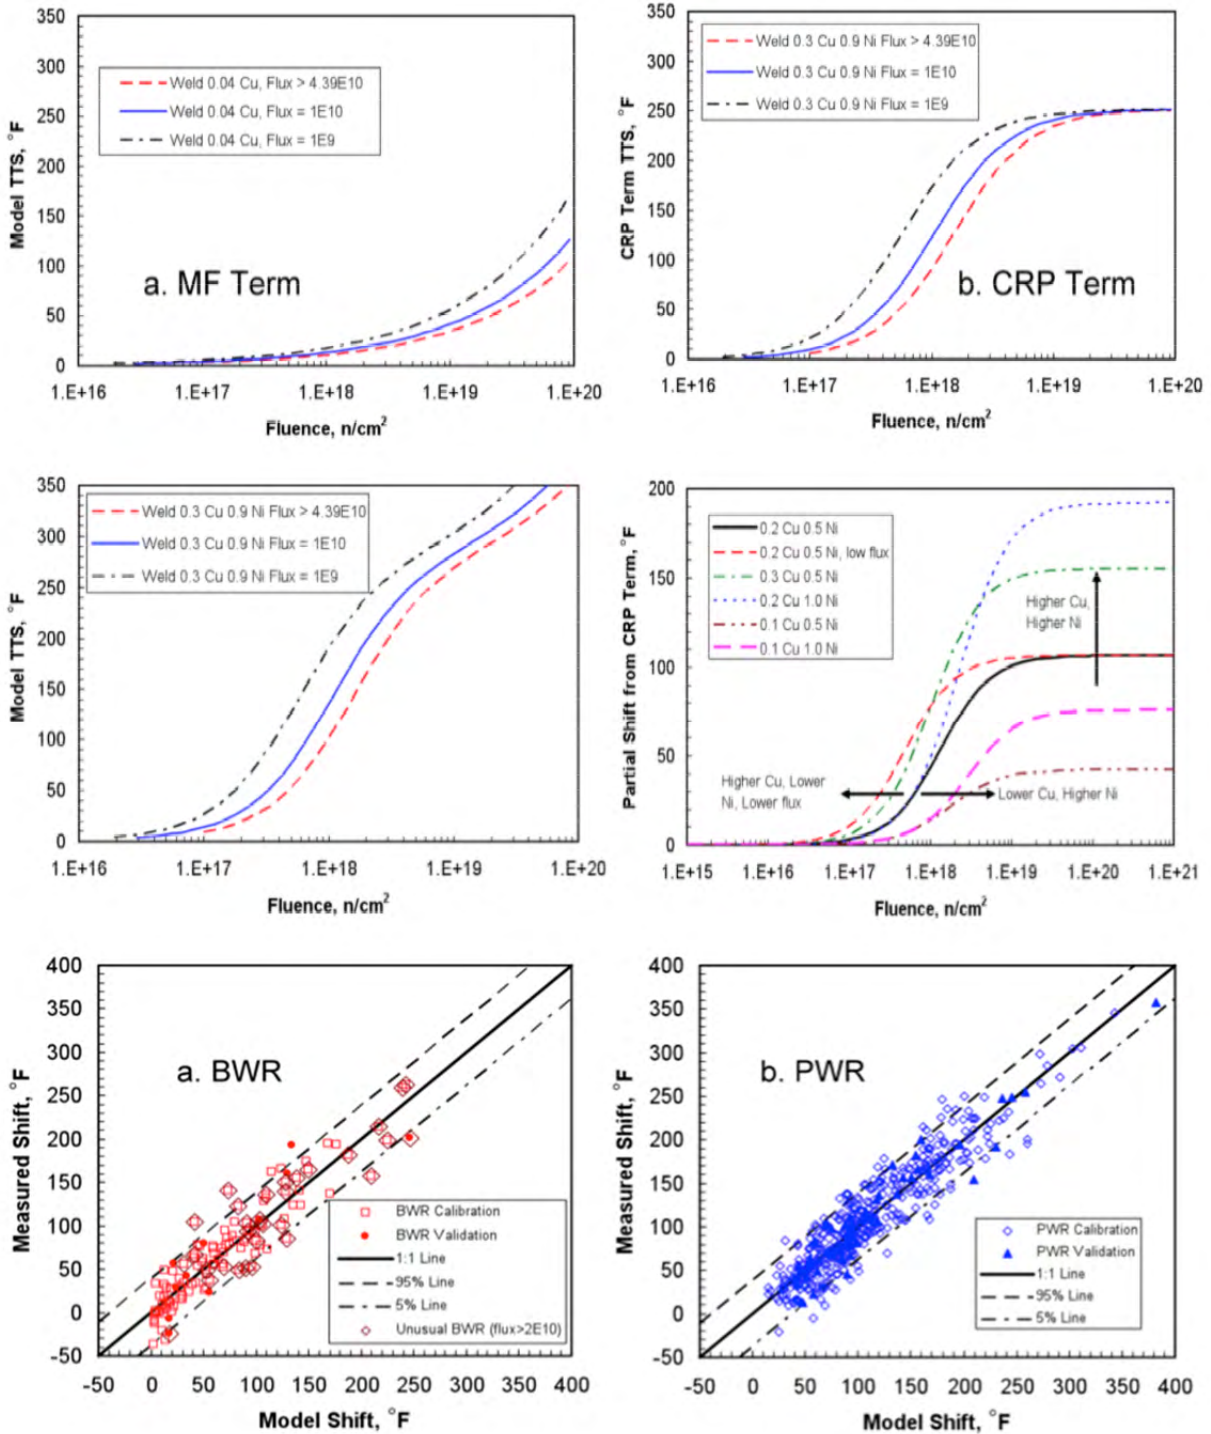 350
300
250
200
150
100
50
0
Model TTS, °F
Weld 0.04 Cu, Flux > 4.39E10
Weld 0.04 Cu, Flux = 1E10
Weld 0.04 Cu, Flux = 1E9
a. MF Term
1.E+16 1.E+17 1.E+18 1.E+19 1.E+20
Fluence, n/cm²
350
300
250
200
150
100
50
0
CRP Term TTS, °F
Weld 0.3 Cu 0.9 Ni Flux > 4.39E10
Weld 0.3 Cu 0.9 Ni Flux = 1E10
Weld 0.3 Cu 0.9 Ni Flux = 1E9
b. CRP Term
1.E+16 1.E+17 1.E+18 1.E+19 1.E+20
Fluence, n/cm²
350
300
250
200
150
100
50
0
Model TTS, °F
Weld 0.3 Cu 0.9 Ni Flux > 4.39E10
Weld 0.3 Cu 0.9 Ni Flux = 1E10
Weld 0.3 Cu 0.9 Ni Flux = 1E9
1.E+16 1.E+17 1.E+18 1.E+19 1.E+20
Fluence, n/cm²
200
150
100
50
0
Partial Shift from CRP Term, °F
0.2 Cu 0.5 Ni
0.2 Cu 0.5 Ni, low flux
0.3 Cu 0.5 Ni
0.2 Cu 1.0 Ni
0.1 Cu 0.5 Ni
0.1 Cu 1.0 Ni
Higher Cu,
Higher Ni
Higher Cu, Lower
Ni, Lower flux
Lower Cu, Higher Ni
1.E+15 1.E+16 1.E+17 1.E+18 1.E+19 1.E+20 1.E+21
Fluence, n/cm²
400
350
300
250
200
150
100
50
0
-50
Measured Shift, °F
a. BWR
BWR Calibration
BWR Validation
1:1 Line
95% Line
5% Line
Unusual BWR (flux>2E10)
-50 0 50 100 150 200 250 300 350 400
Model Shift, °F
400
350
300
250
200
150
100
50
0
-50
Measured Shift, °F
b. PWR
PWR Calibration
PWR Validation
1:1 Line
95% Line
5% Line
-50 0 50 100 150 200 250 300 350 400
Model Shift, °F